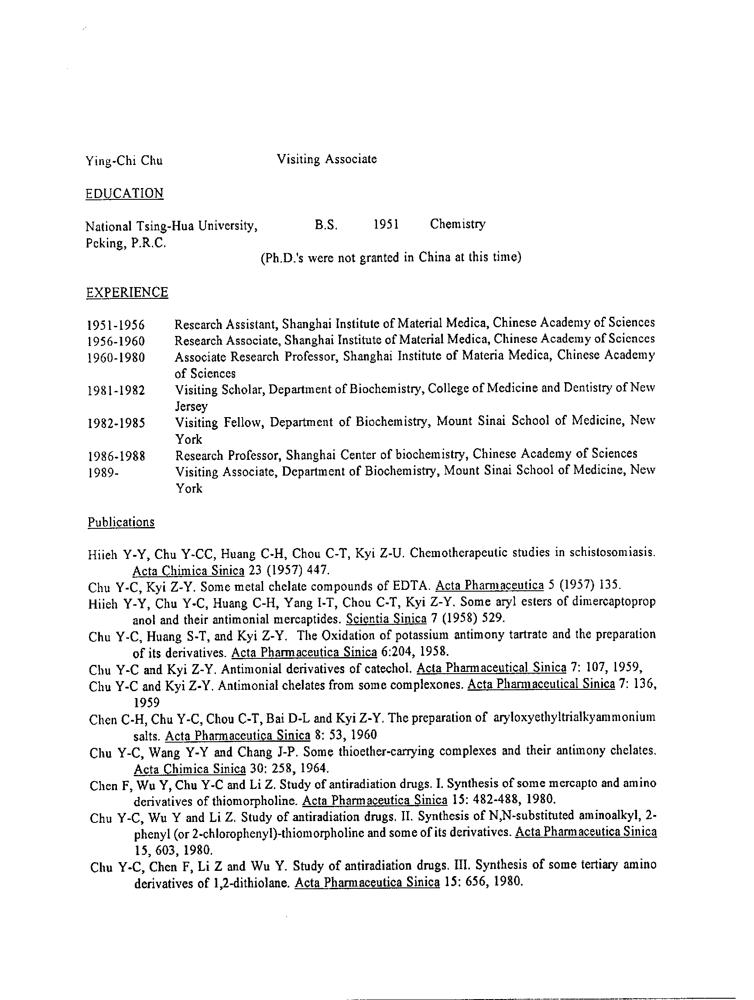 Ying-Chi Chu Visiting Associate
EDUCATION
National Tsing-Hua University, B.S. 1951 Chemistry
Peking, P.R.C.
(Ph.D.'s were not granted in China at this time)
EXPERIENCE
1951-1956 Research Assistant, Shanghai Institute of Material Medica, Chinese Academy of Sciences
1956-1960 Research Associate, Shanghai Institute of Material Medica, Chinese Academy of Sciences
1960-1980 Associate Research Professor, Shanghai Institute of Materia Medica, Chinese Academy
of Sciences
1981-1982 Visiting Scholar, Department of Biochemistry, College of Medicine and Dentistry of New
Jersey
1982-1985 Visiting Fellow, Department of Biochemistry, Mount Sinai School of Medicine, New
York
1986-1988 Research Professor, Shanghai Center of biochemistry, Chinese Academy of Sciences
1989- Visiting Associate, Department of Biochemistry, Mount Sinai School of Medicine, New
York
Publications
Hiieh Y-Y, Chu Y-CC, Huang C-H, Chou C-T, Kyi Z-U. Chemotherapeutic studies in schistosomiasis.
Acta Chimica Sinica 23 (1957) 447.
Chu Y-C, Kyi Z-Y. Some metal chelate compounds of EDTA. Acta Pharmaceutica 5 (1957) 135.
Hiieh Y-Y, Chu Y-C, Huang C-H, Yang I-T, Chou C-T, Kyi Z-Y. Some aryl esters of dimercaptoprop
anol and their antimonial mercaptides. Scientia Sinica 7 (1958) 529.
Chu Y-C, Huang S-T, and Kyi Z-Y. The Oxidation of potassium antimony tartrate and the preparation
of its derivatives. Acta Pharmaceutica Sinica 6:204, 1958.
Chu Y-C and Kyi Z-Y. Antimonial derivatives of catechol. Acta Pharmaceutical Sinica 7: 107, 1959,
Chu Y-C and Kyi Z-Y. Antimonial chelates from some complexones. Acta Pharmaceutical Sinica 7: 136,
1959
Chen C-H, Chu Y-C, Chou C-T, Bai D-L and Kyi Z-Y. The preparation of aryloxyethyltrialkyammonium
salts. Acta Pharmaceutica Sinica 8: 53, 1960
Chu Y-C, Wang Y-Y and Chang J-P. Some thioether-carrying complexes and their antimony chelates.
Acta Chimica Sinica 30: 258, 1964.
Chen F, Wu Y, Chu Y-C and Li Z. Study of antiradiation drugs. I. Synthesis of some mercapto and amino
derivatives of thiomorpholine. Acta Pharmaceutica Sinica 15: 482-488, 1980.
Chu Y-C, Wu Y and Li Z. Study of antiradiation drugs. II. Synthesis of N,N-substituted aminoalkyl, 2-
phenyl (or 2-chlorophenyl)-thiomorpholine and some of its derivatives. Acta Pharmaceutica Sinica
15, 603, 1980.
Chu Y-C, Chen F, Li Z and Wu Y. Study of antiradiation drugs. III. Synthesis of some tertiary amino
derivatives of 1,2-dithiolane. Acta Pharmaceutica Sinica 15: 656, 1980.